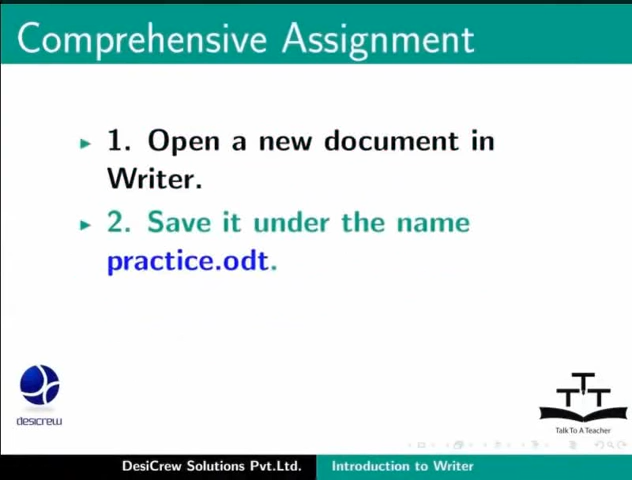 Comprehensive Assignment
1. Open a new document in
Writer.
2. Save it under the name
practice.odt.
desicrew
TTT
Talk To A Teacher
DesiCrew Solutions Pvt.Ltd. Introduction to Writer